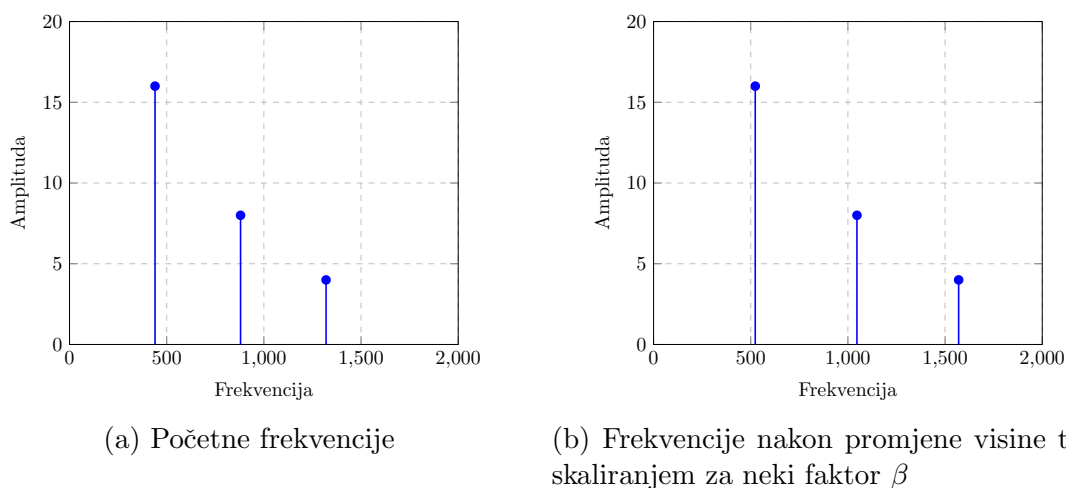 20
15
10
5
0
Amplituda
0 500 1,000 1,500 2,000
Frekvencija
(a) Početne frekvencije
20
15
10
5
0
Amplituda
0 500 1,000 1,500 2,000
Frekvencija
(b) Frekvencije nakon promjene visine t
skaliranjem za neki faktor β